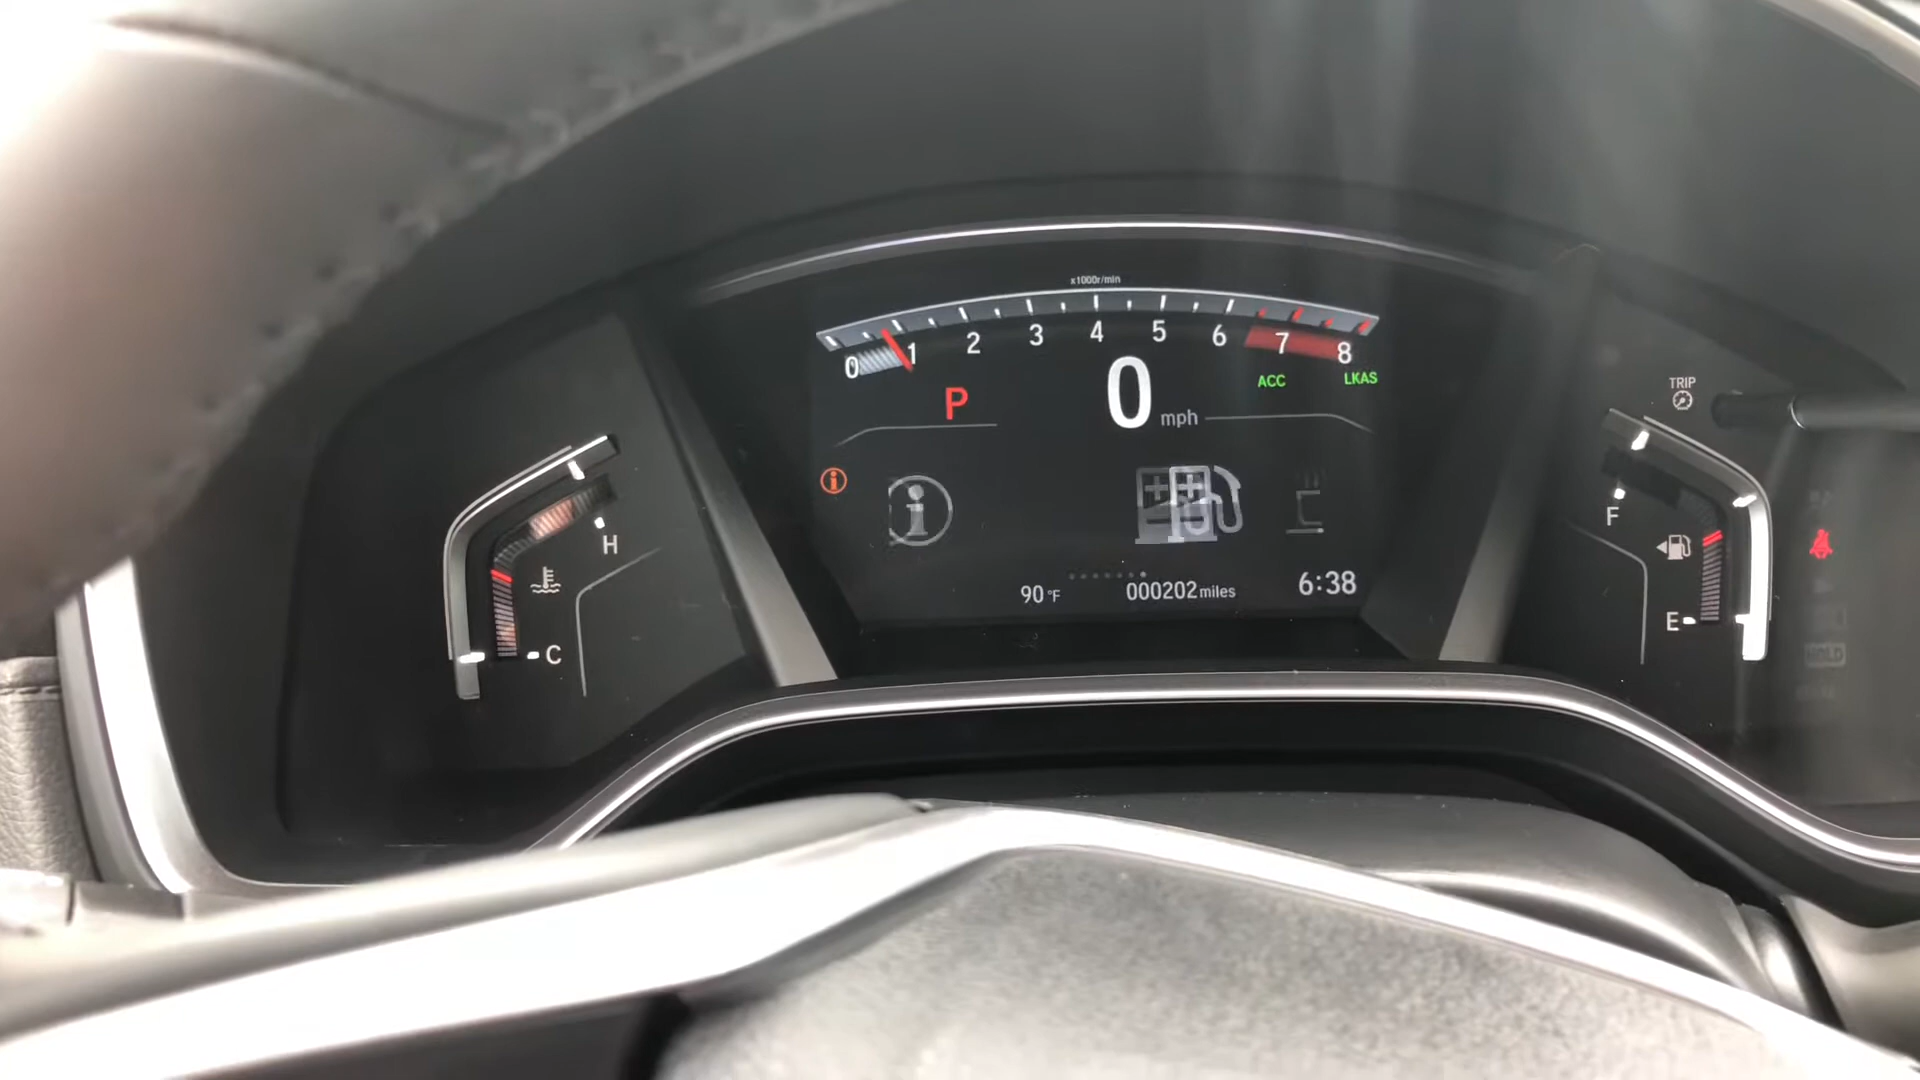 x1000r/min
0 1 2 3 4 5 6 7 8
P
0 mph
ACC
LKAS
TRIP
H
C
F
E
90 °F
000202 miles
6:38
HOLD